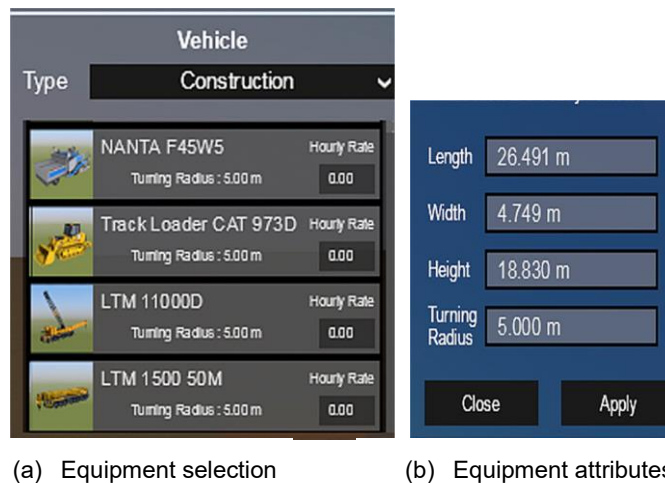 Vehicle
Type Construction
NANTA F45W5 Hourly Rate
Turning Radius : 5.00 m 0.00
Track Loader CAT 973D Hourly Rate
Turning Radius : 5.00 m 0.00
LTM 11000D Hourly Rate
Turning Radius : 5.00 m 0.00
LTM 1500 50M Hourly Rate
Turning Radius : 5.00 m 0.00
Length 26.491 m
Width 4.749 m
Height 18.830 m
Turning
Radius 5.000 m
Close Apply
(a) Equipment selection
(b) Equipment attributes